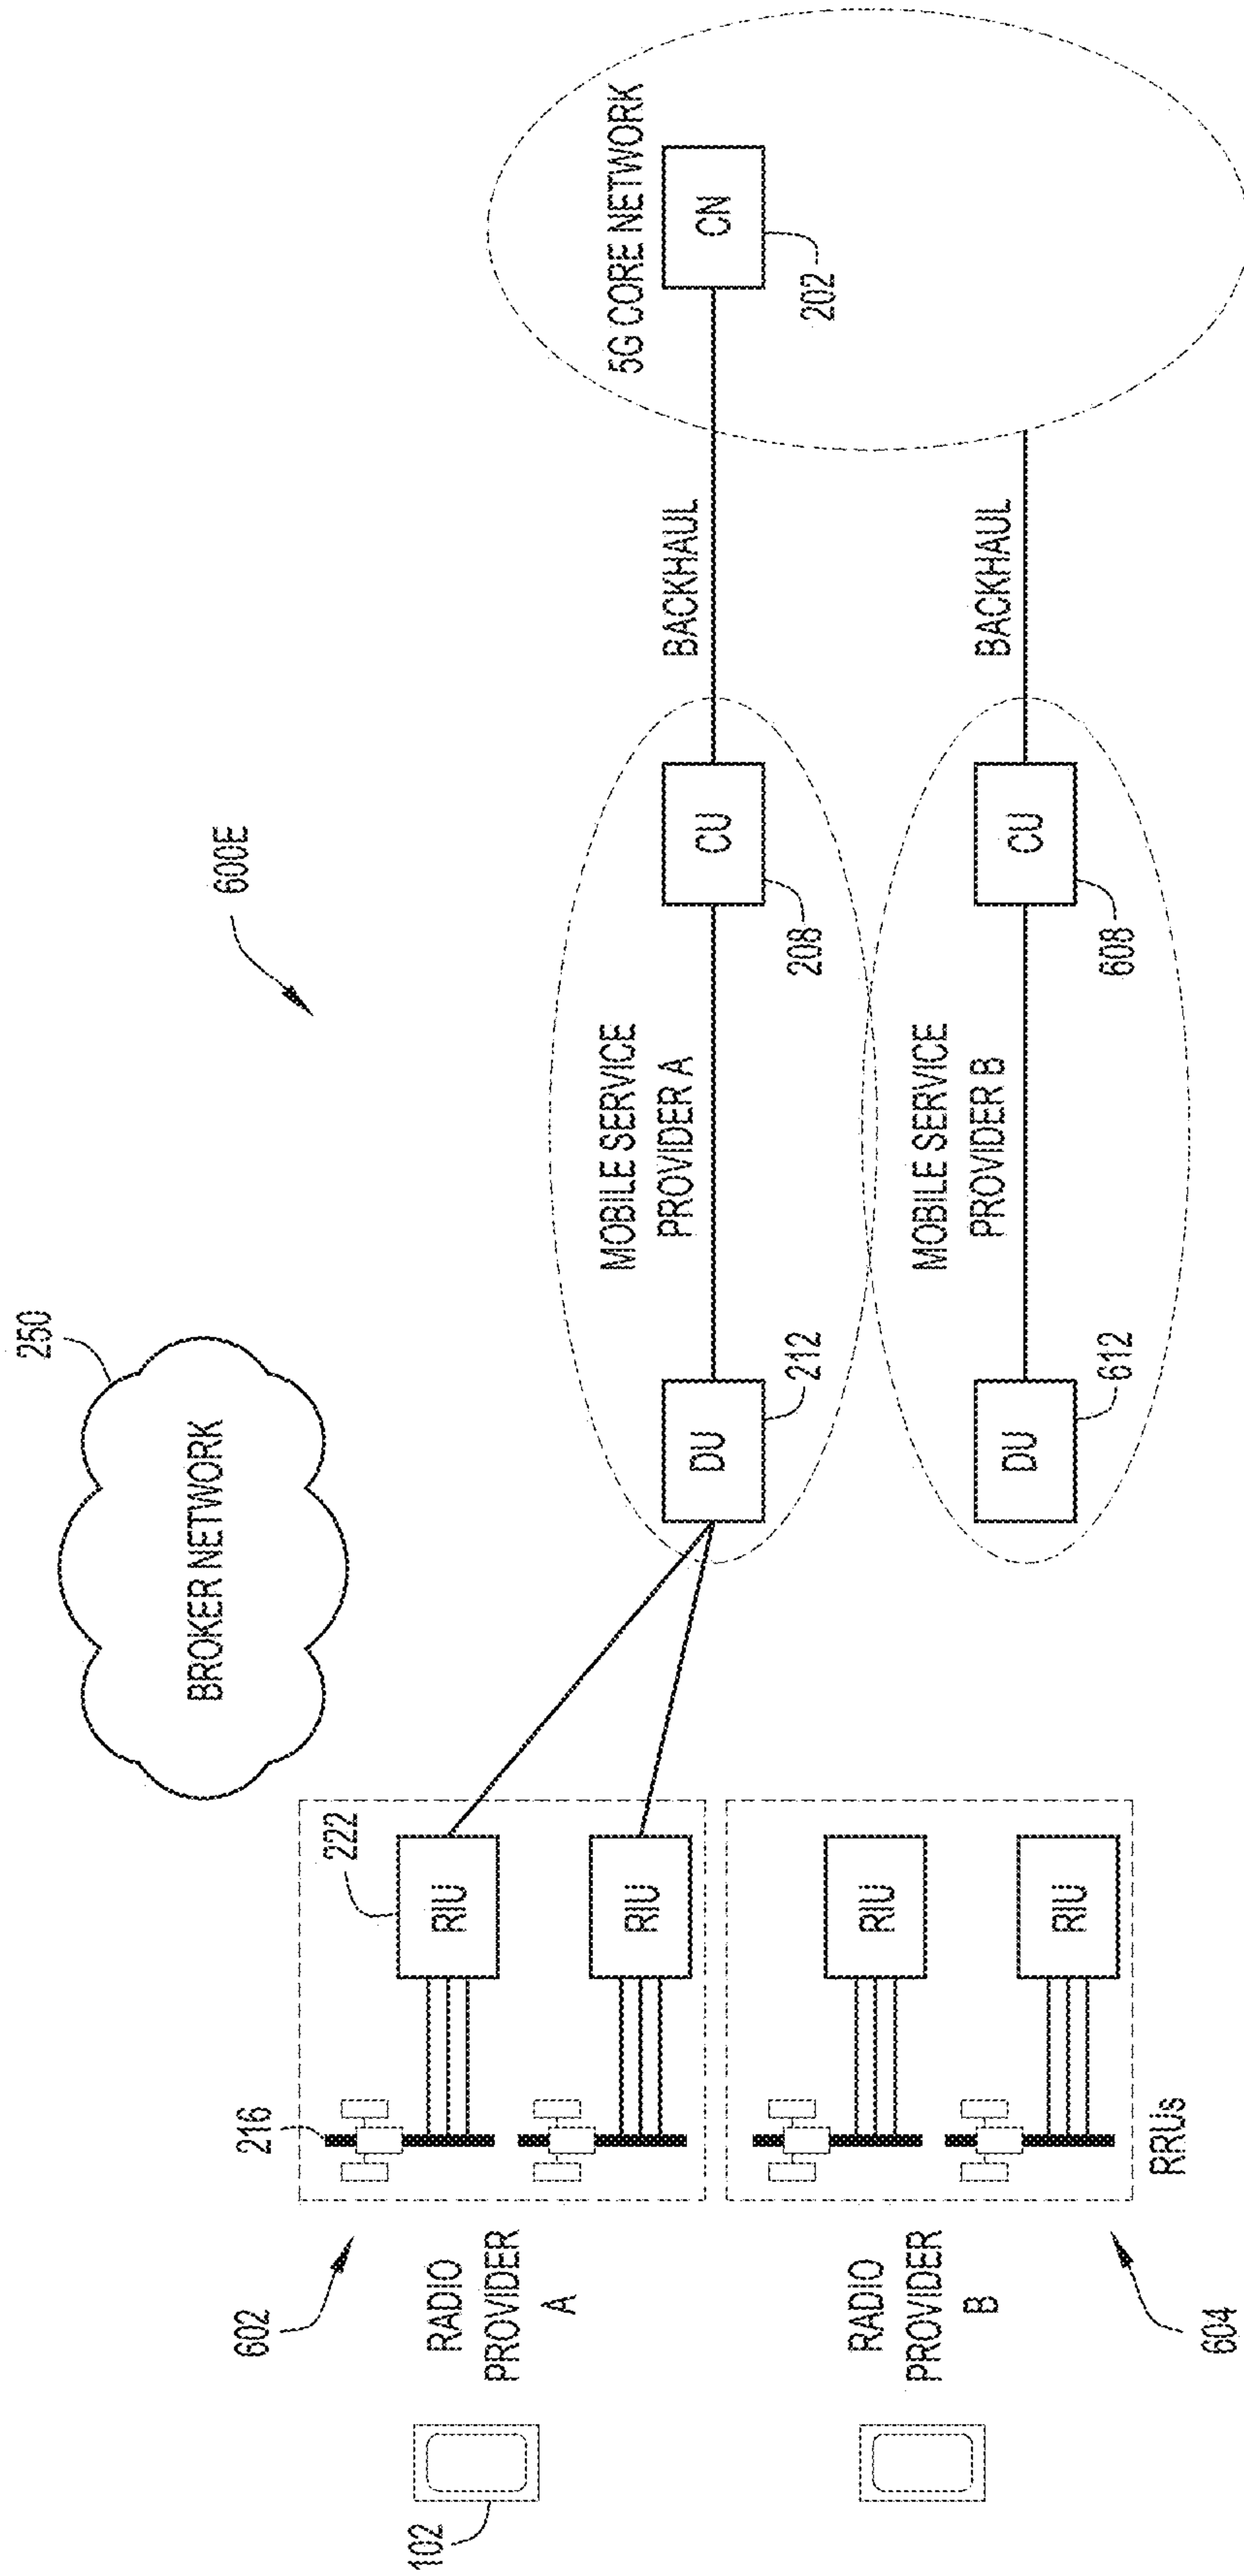 600E
250
BROKER NETWORK
602
216
222
RIU
RIU
RADIO
PROVIDER
A
102
DU
212
MOBILE SERVICE
PROVIDER A
CU
208
BACKHAUL
5G CORE NETWORK
CN
202
RADIO
PROVIDER
B
RIU
RIU
RRUs
604
DU
612
MOBILE SERVICE
PROVIDER B
CU
608
BACKHAUL